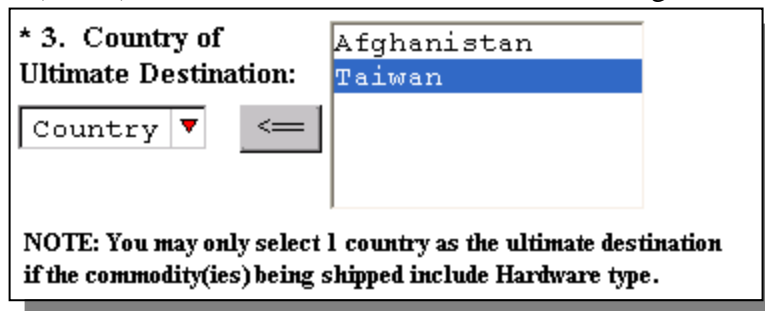 * 3. Country of
Ultimate Destination:
Country
<==
Afghanistan
Taiwan
NOTE: You may only select 1 country as the ultimate destination
if the commodity(ies) being shipped include Hardware type.